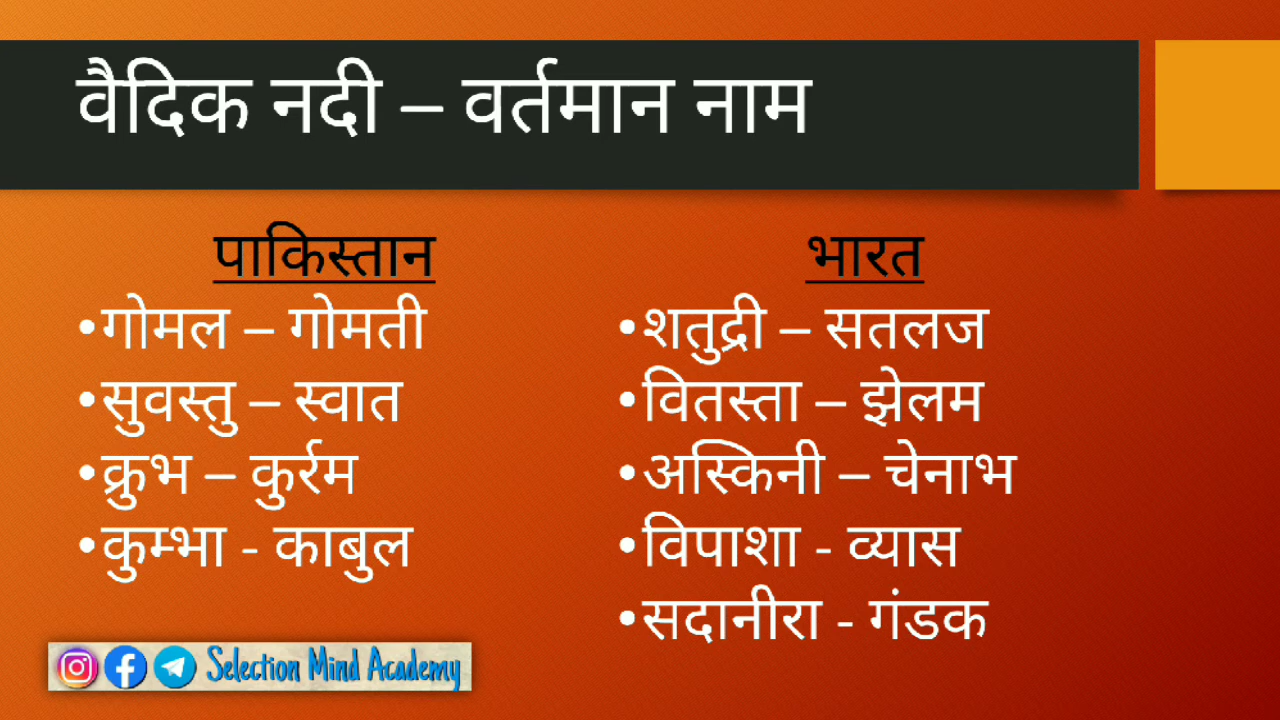 वैदिक नदी – वर्तमान नाम
पाकिस्तान
•गोमल – गोमती
•सुवस्तु – स्वात
•क्रुभ – कुर्रम
•कुम्भा - काबुल
भारत
•शतुद्री – सतलज
•वितस्ता – झेलम
•अस्किनी – चेनाभ
•विपाशा - व्यास
•सदानीरा - गंडक
Selection Mind Academy